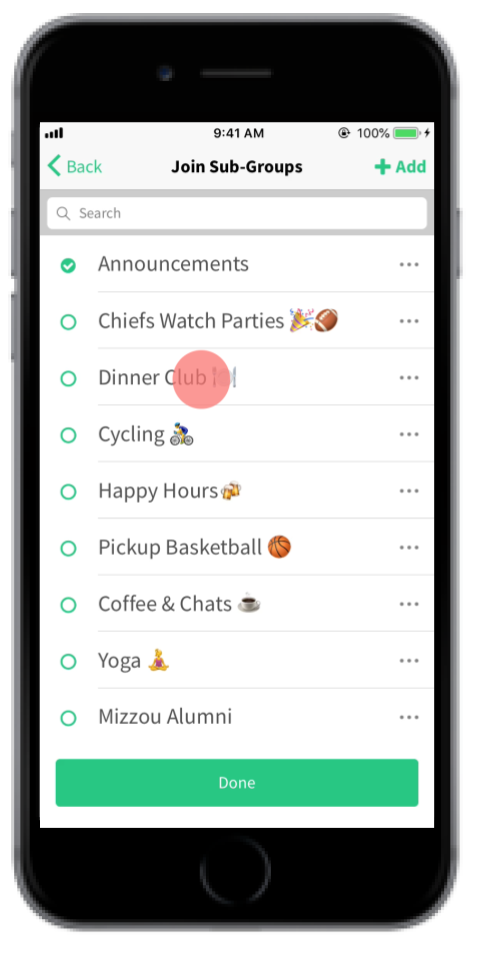 9:41 AM 100%
Back Join Sub-Groups Add
Search
Announcements
Chiefs Watch Parties 🎉🏈
Dinner Club 🍽
Cycling 🚴
Happy Hours🍻
Pickup Basketball 🏀
Coffee & Chats ☕
Yoga 🧘
Mizzou Alumni
Done